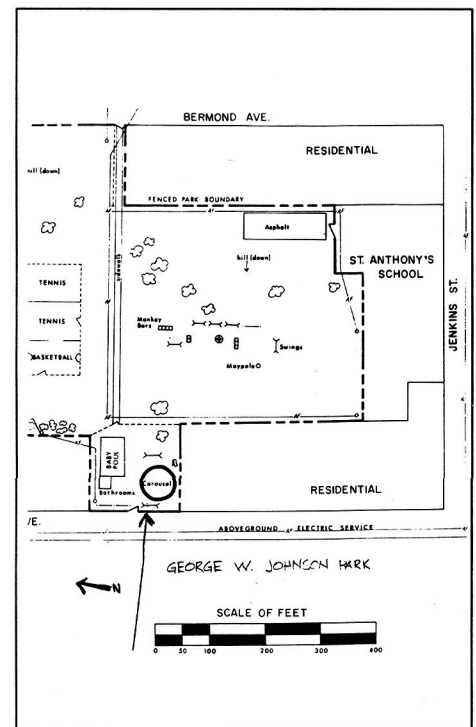 BERMOND AVE.
RESIDENTIAL
hill (down)
FENCED PARK BOUNDARY
Asphalt
sidewalk
hill (down)
ST. ANTHONY'S
SCHOOL
JENKINS ST.
TENNIS
TENNIS
BASKETBALL
Monkey
Bars
Swings
Maypole
BABY
POOL
Carousel
Bathrooms
RESIDENTIAL
VE.
ABOVEGROUND ELECTRIC SERVICE
GEORGE W. JOHNSON PARK
N
SCALE OF FEET
0 50 100 200 300 400